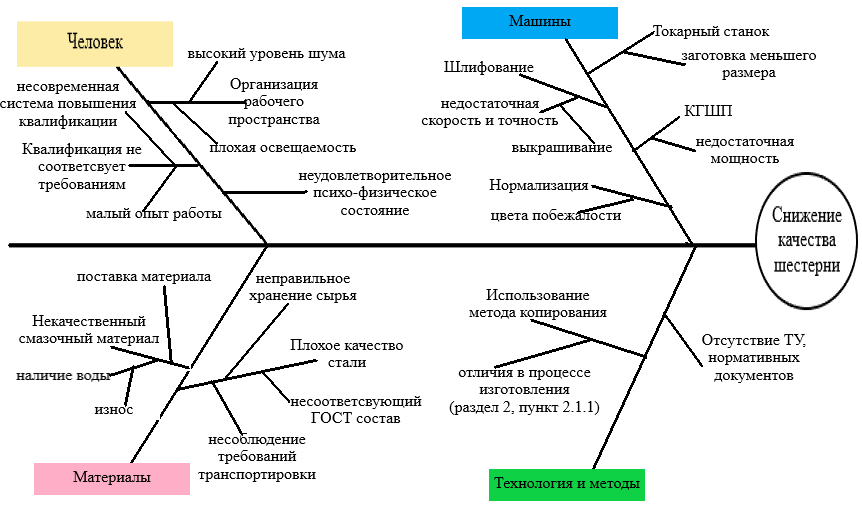 Человек
высокий уровень шума
несовременная
система повышения
квалификации
Организация
рабочего
пространства
плохая освещаемость
Квалификация не
соответсвует
требованиям
малый опыт работы
неудовлетворительное
психо-физическое
состояние
Машины
Токарный станок
заготовка меньшего
размера
Шлифование
недостаточная
скорость и точность
выкрашивание
КГШП
недостаточная
мощность
Нормализация
цвета побежалости
Снижение
качества
шестерни
поставка материала
неправильное
хранение сырья
Некачественный
смазочный материал
наличие воды
износ
Плохое качество
стали
несоответсвующий
ГОСТ состав
несоблюдение
требований
транспортировки
Материалы
Использование
метода копирования
отличия в процессе
изготовления
(раздел 2, пункт 2.1.1)
Отсутствие ТУ,
нормативных
документов
Технология и методы